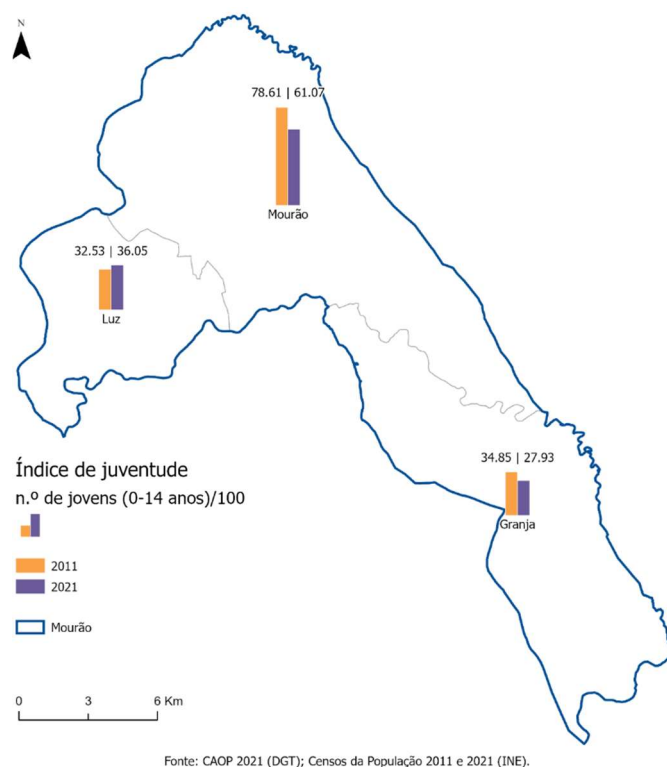 N
78.61 | 61.07
Mourão
32.53 | 36.05
Luz
34.85 | 27.93
Granja
Índice de juventude
n.º de jovens (0-14 anos)/100
2011
2021
Mourão
0 3 6 Km
Fonte: CAOP 2021 (DGT); Censos da População 2011 e 2021 (INE).